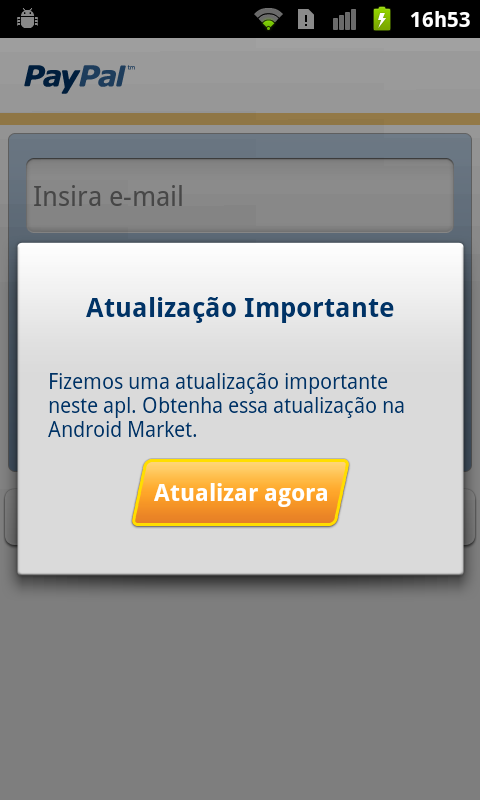 16h53
PayPal™
Insira e-mail
Atualização Importante
Fizemos uma atualização importante
neste apl. Obtenha essa atualização na
Android Market.
Atualizar agora